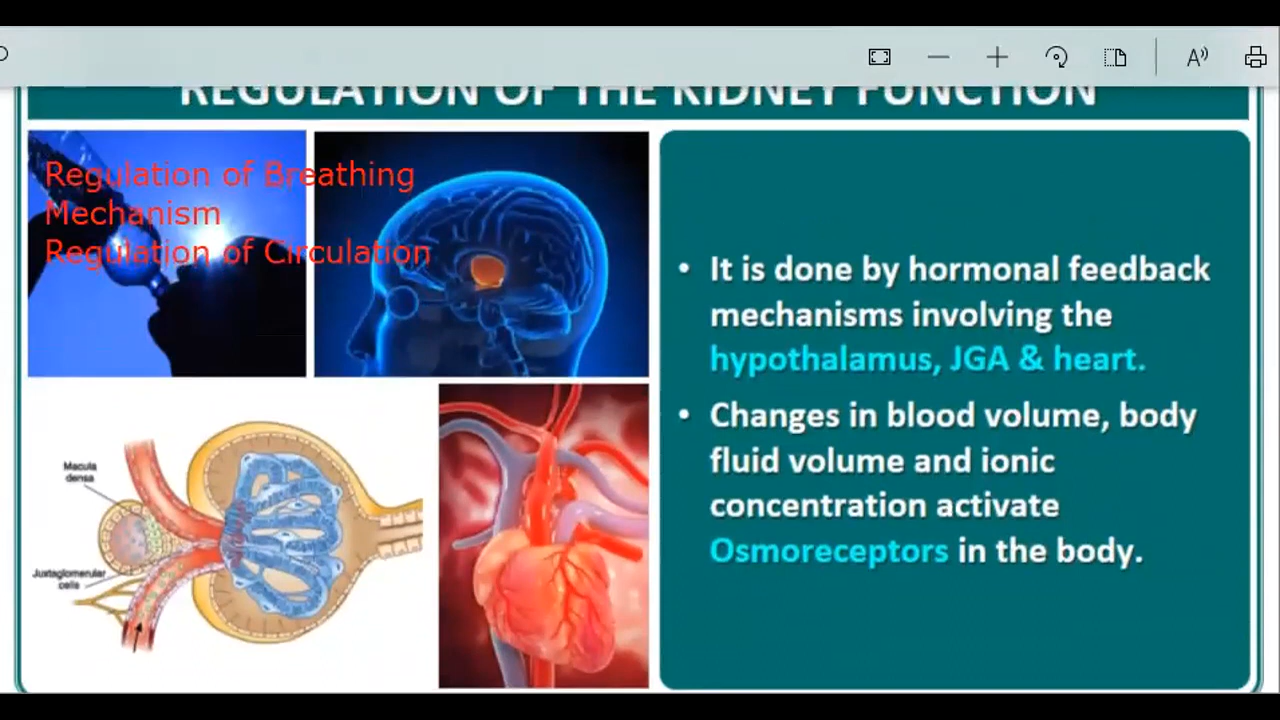 REGULATION OF THE KIDNEY FUNCTION
Regulation of Breathing
Mechanism
Regulation of Circulation
Macula
densa
Juxtaglomerular
cells
• It is done by hormonal feedback
mechanisms involving the
hypothalamus, JGA & heart.
• Changes in blood volume, body
fluid volume and ionic
concentration activate
Osmoreceptors in the body.